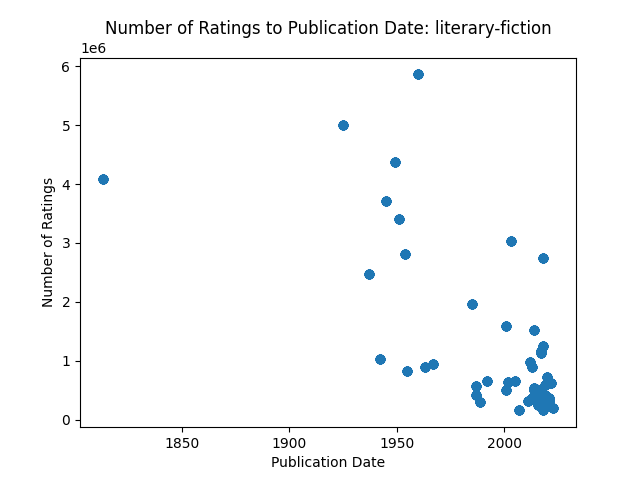 Number of Ratings to Publication Date: literary-fiction
1e6
6
5
4
3
2
1
0
Number of Ratings
1850 1900 1950 2000
Publication Date